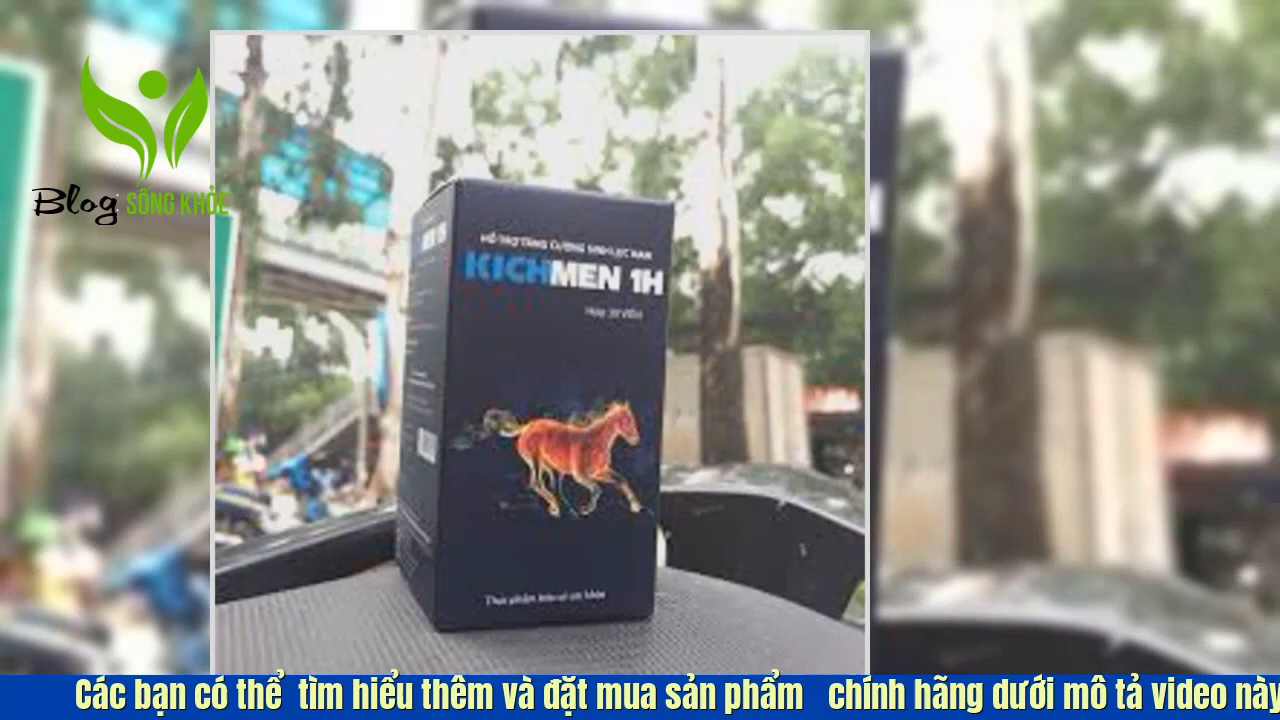 Blog SỐNG KHỎE
MEN 1H
HỖ TRỢ TĂNG CƯỜNG SINH LỰC NAM
KICHMEN 1H
Hộp 30 Viên
Thực phẩm bảo vệ sức khỏe
Các bạn có thể tìm hiểu thêm và đặt mua sản phẩm chính hãng dưới mô tả video này